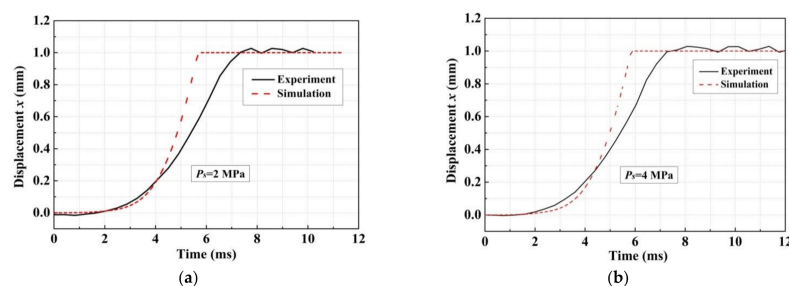 1.2
1.0
0.8
0.6
0.4
0.2
0.0
Displacement x (mm)
Experiment
Simulation
Ps=2 MPa
0 2 4 6 8 10 12
Time (ms)
(a)
1.2
1.0
0.8
0.6
0.4
0.2
0.0
Displacement x (mm)
Experiment
Simulation
Ps=4 MPa
0 2 4 6 8 10 12
Time (ms)
(b)